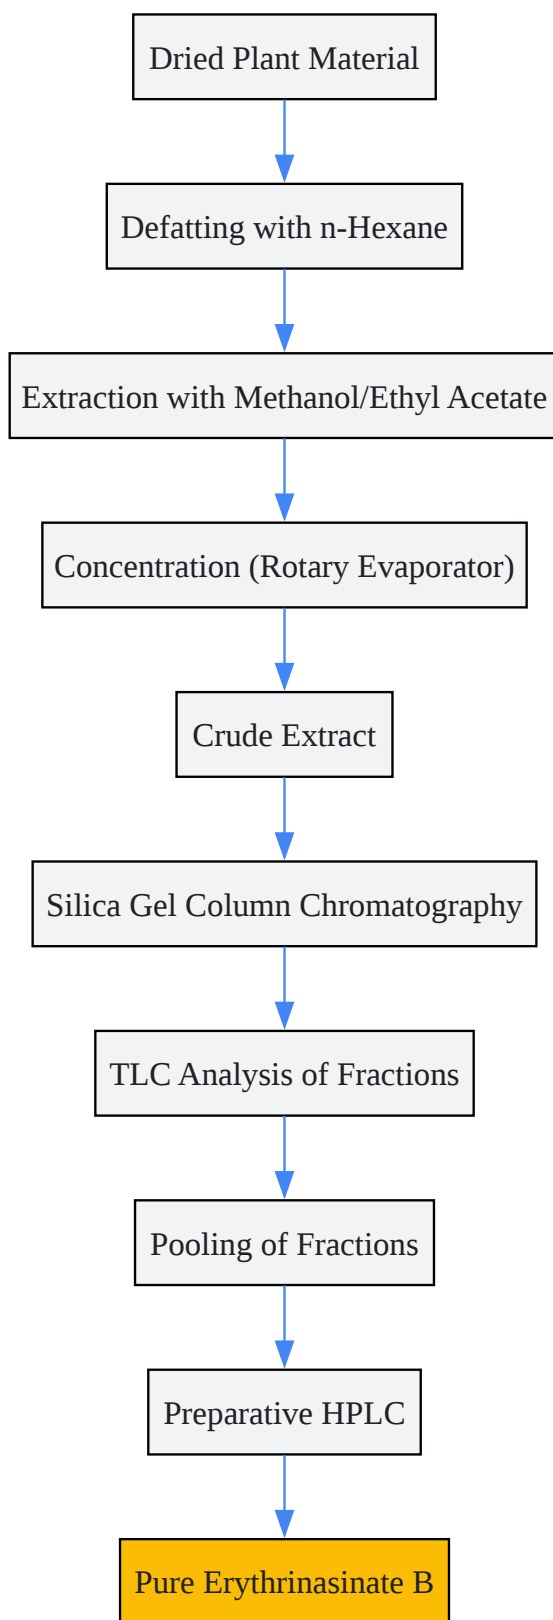 Dried Plant Material
Defatting with n-Hexane
Extraction with Methanol/Ethyl Acetate
Concentration (Rotary Evaporator)
Crude Extract
Silica Gel Column Chromatography
TLC Analysis of Fractions
Pooling of Fractions
Preparative HPLC
Pure Erythrinasinate B